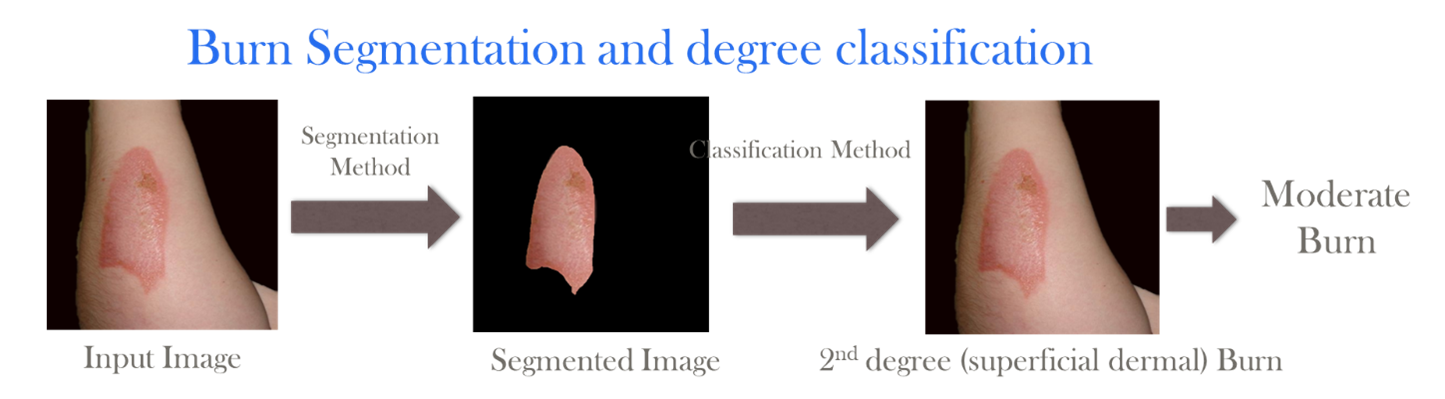 Burn Segmentation and degree classification
Segmentation
Method
Classification Method
Moderate
Burn
Input Image
Segmented Image
2nd degree (superficial dermal) Burn